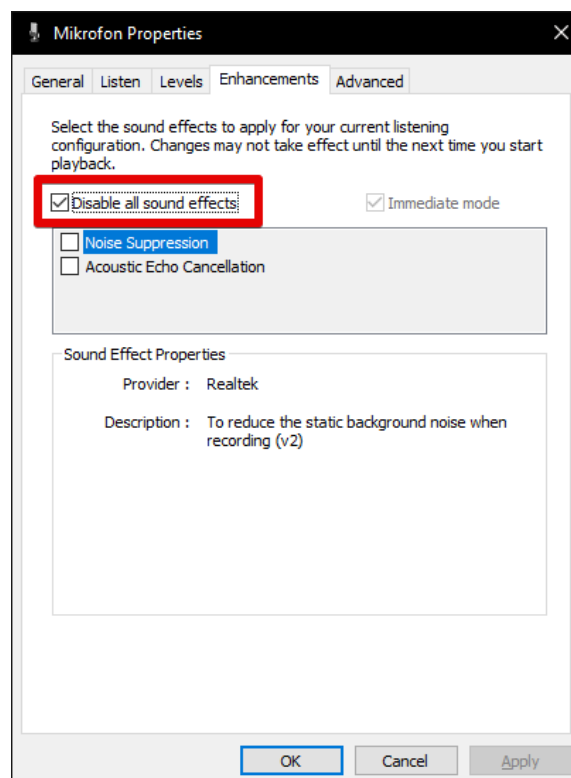 Mikrofon Properties
General Listen Levels Enhancements Advanced
Select the sound effects to apply for your current listening
configuration. Changes may not take effect until the next time you start
playback.
Disable all sound effects Immediate mode
Noise Suppression
Acoustic Echo Cancellation
Sound Effect Properties
Provider : Realtek
Description : To reduce the static background noise when
recording (v2)
OK Cancel Apply